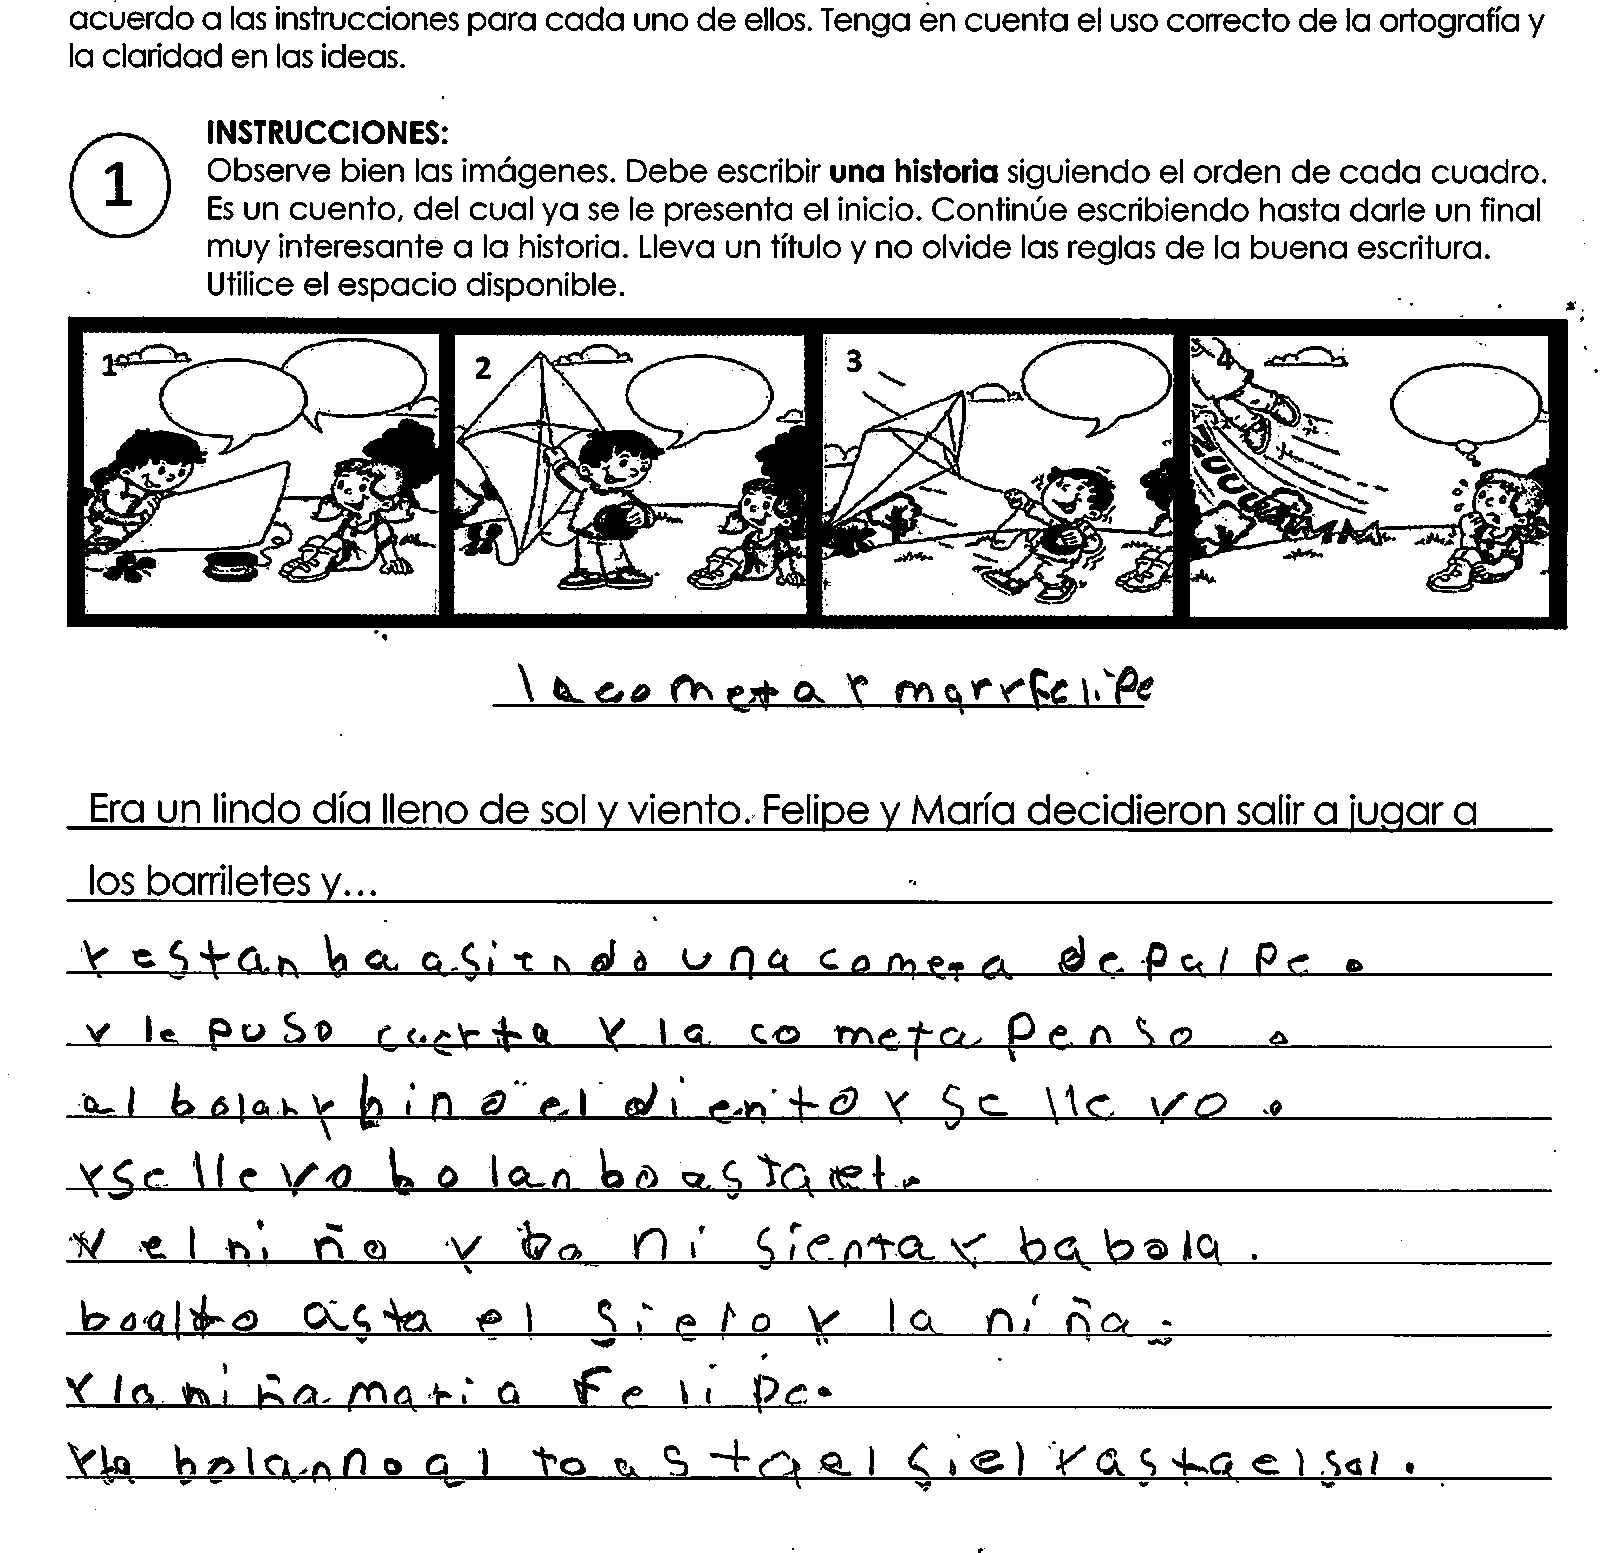 acuerdo a las instrucciones para cada uno de ellos. Tenga en cuenta el uso correcto de la ortografía y
la claridad en las ideas.
INSTRUCCIONES:
1
Observe bien las imágenes. Debe escribir una historia siguiendo el orden de cada cuadro.
Es un cuento, del cual ya se le presenta el inicio. Continúe escribiendo hasta darle un final
muy interesante a la historia. Lleva un título y no olvide las reglas de la buena escritura.
Utilice el espacio disponible.
1 2 3 4
la cometa y felipe
Era un lindo día lleno de sol y viento. Felipe y María decidieron salir a jugar a
los barriletes y...
y estan ba asiendo una cometa de palpe.
y le puso cuerta y la cometa penso.
al bolar y bino el diento y se llevo.
y se llevo bolanbo asta
y el niño y ba ni sienta y ba bola.
boalto asta el sielo y la niña.
y la niña maria Felipe.
y la bolanno alto asta el siel y asta el sol.